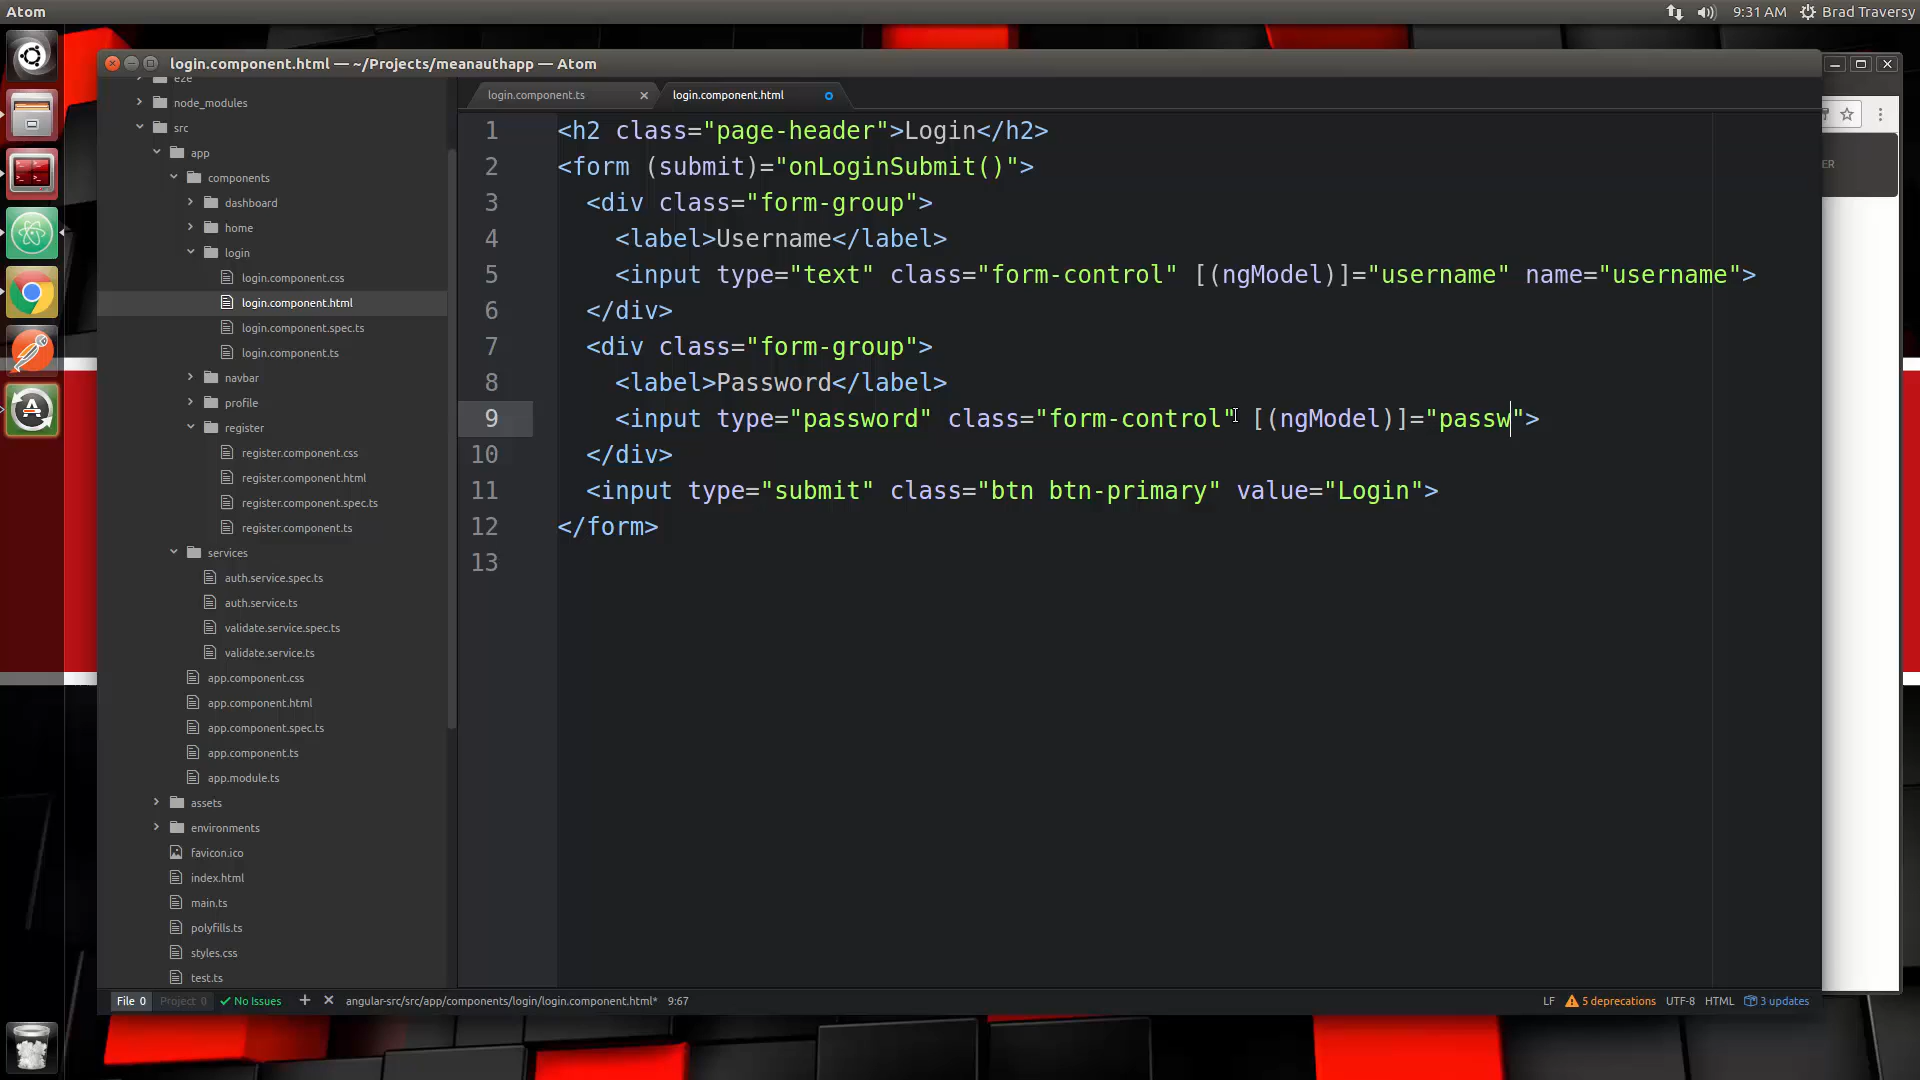 Atom
9:31 AM
Brad Traversy
login.component.html — ~/Projects/meanauthapp — Atom
e2e
node_modules
src
app
components
dashboard
home
login
login.component.css
login.component.html
login.component.spec.ts
login.component.ts
navbar
profile
register
register.component.css
register.component.html
register.component.spec.ts
register.component.ts
services
auth.service.spec.ts
auth.service.ts
validate.service.spec.ts
validate.service.ts
app.component.css
app.component.html
app.component.spec.ts
app.component.ts
app.module.ts
assets
environments
favicon.ico
index.html
main.ts
polyfills.ts
styles.css
test.ts
login.component.ts
login.component.html
1 <h2 class="page-header">Login</h2>
2 <form (submit)="onLoginSubmit()">
3 <div class="form-group">
4 <label>Username</label>
5 <input type="text" class="form-control" [(ngModel)]="username" name="username">
6 </div>
7 <div class="form-group">
8 <label>Password</label>
9 <input type="password" class="form-control" [(ngModel)]="passw">
10 </div>
11 <input type="submit" class="btn btn-primary" value="Login">
12 </form>
13
ER
File 0 Project 0 No Issues + angular-src/src/app/components/login/login.component.html* 9:67
LF 5 deprecations UTF-8 HTML 3 updates